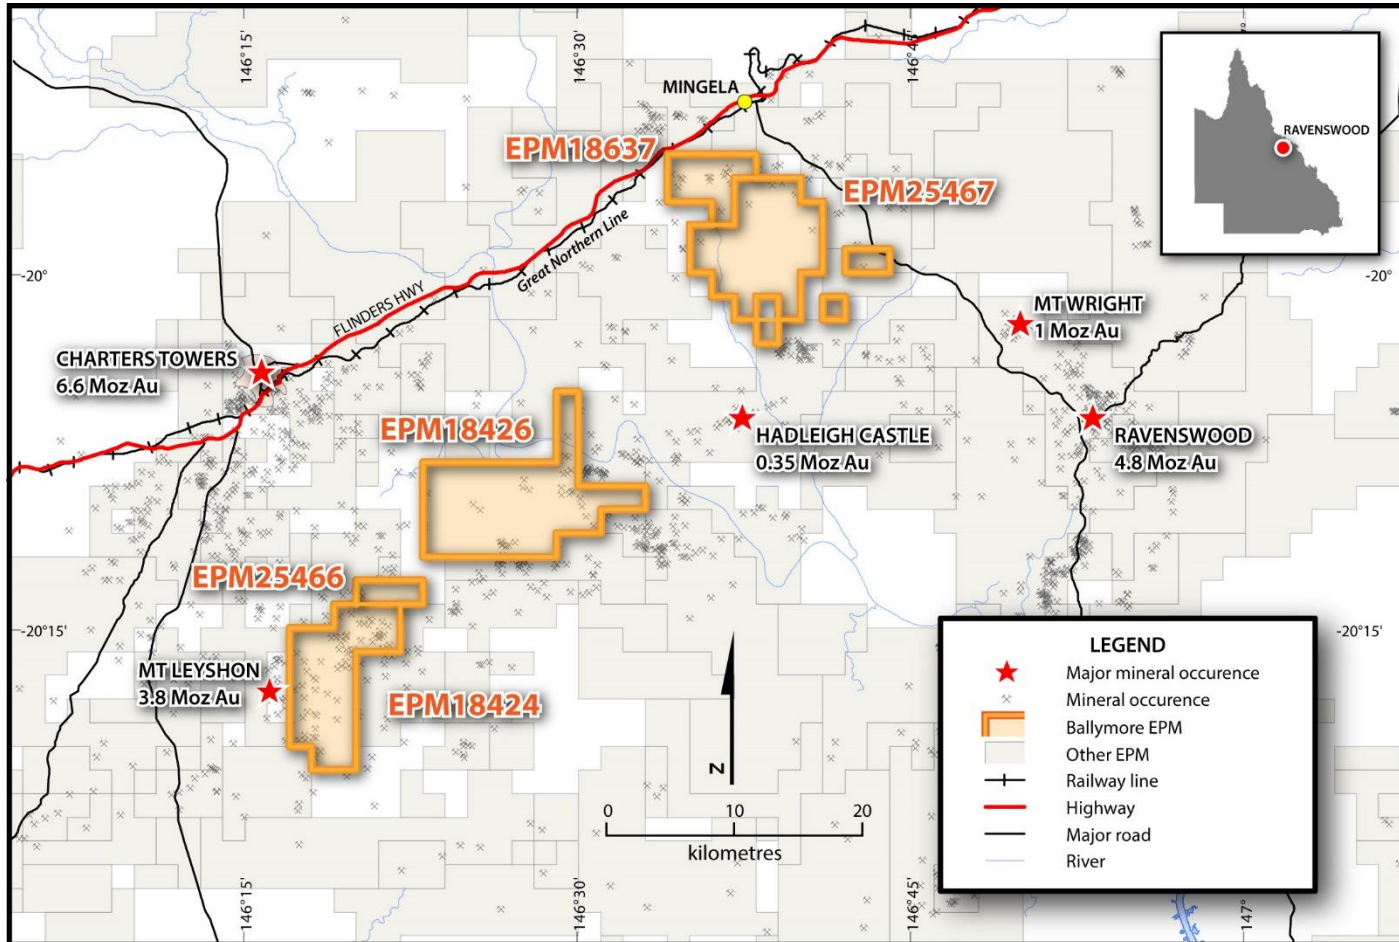 146°15'
146°30'
146°45'
MINGELA
RAVENSWOOD
EPM18637
EPM25467
Great Northern Line
FLINDERS HWY
-20°
-20°
MT WRIGHT
1 Moz Au
CHARTERS TOWERS
6.6 Moz Au
EPM18426
HADLEIGH CASTLE
0.35 Moz Au
RAVENSWOOD
4.8 Moz Au
EPM25466
-20°15'
-20°15'
MT LEYSHON
3.8 Moz Au
EPM18424
N
0 10 20
kilometres
LEGEND
Major mineral occurence
Mineral occurence
Ballymore EPM
Other EPM
Railway line
Highway
Major road
River
146°15'
146°30'
146°45'
147°